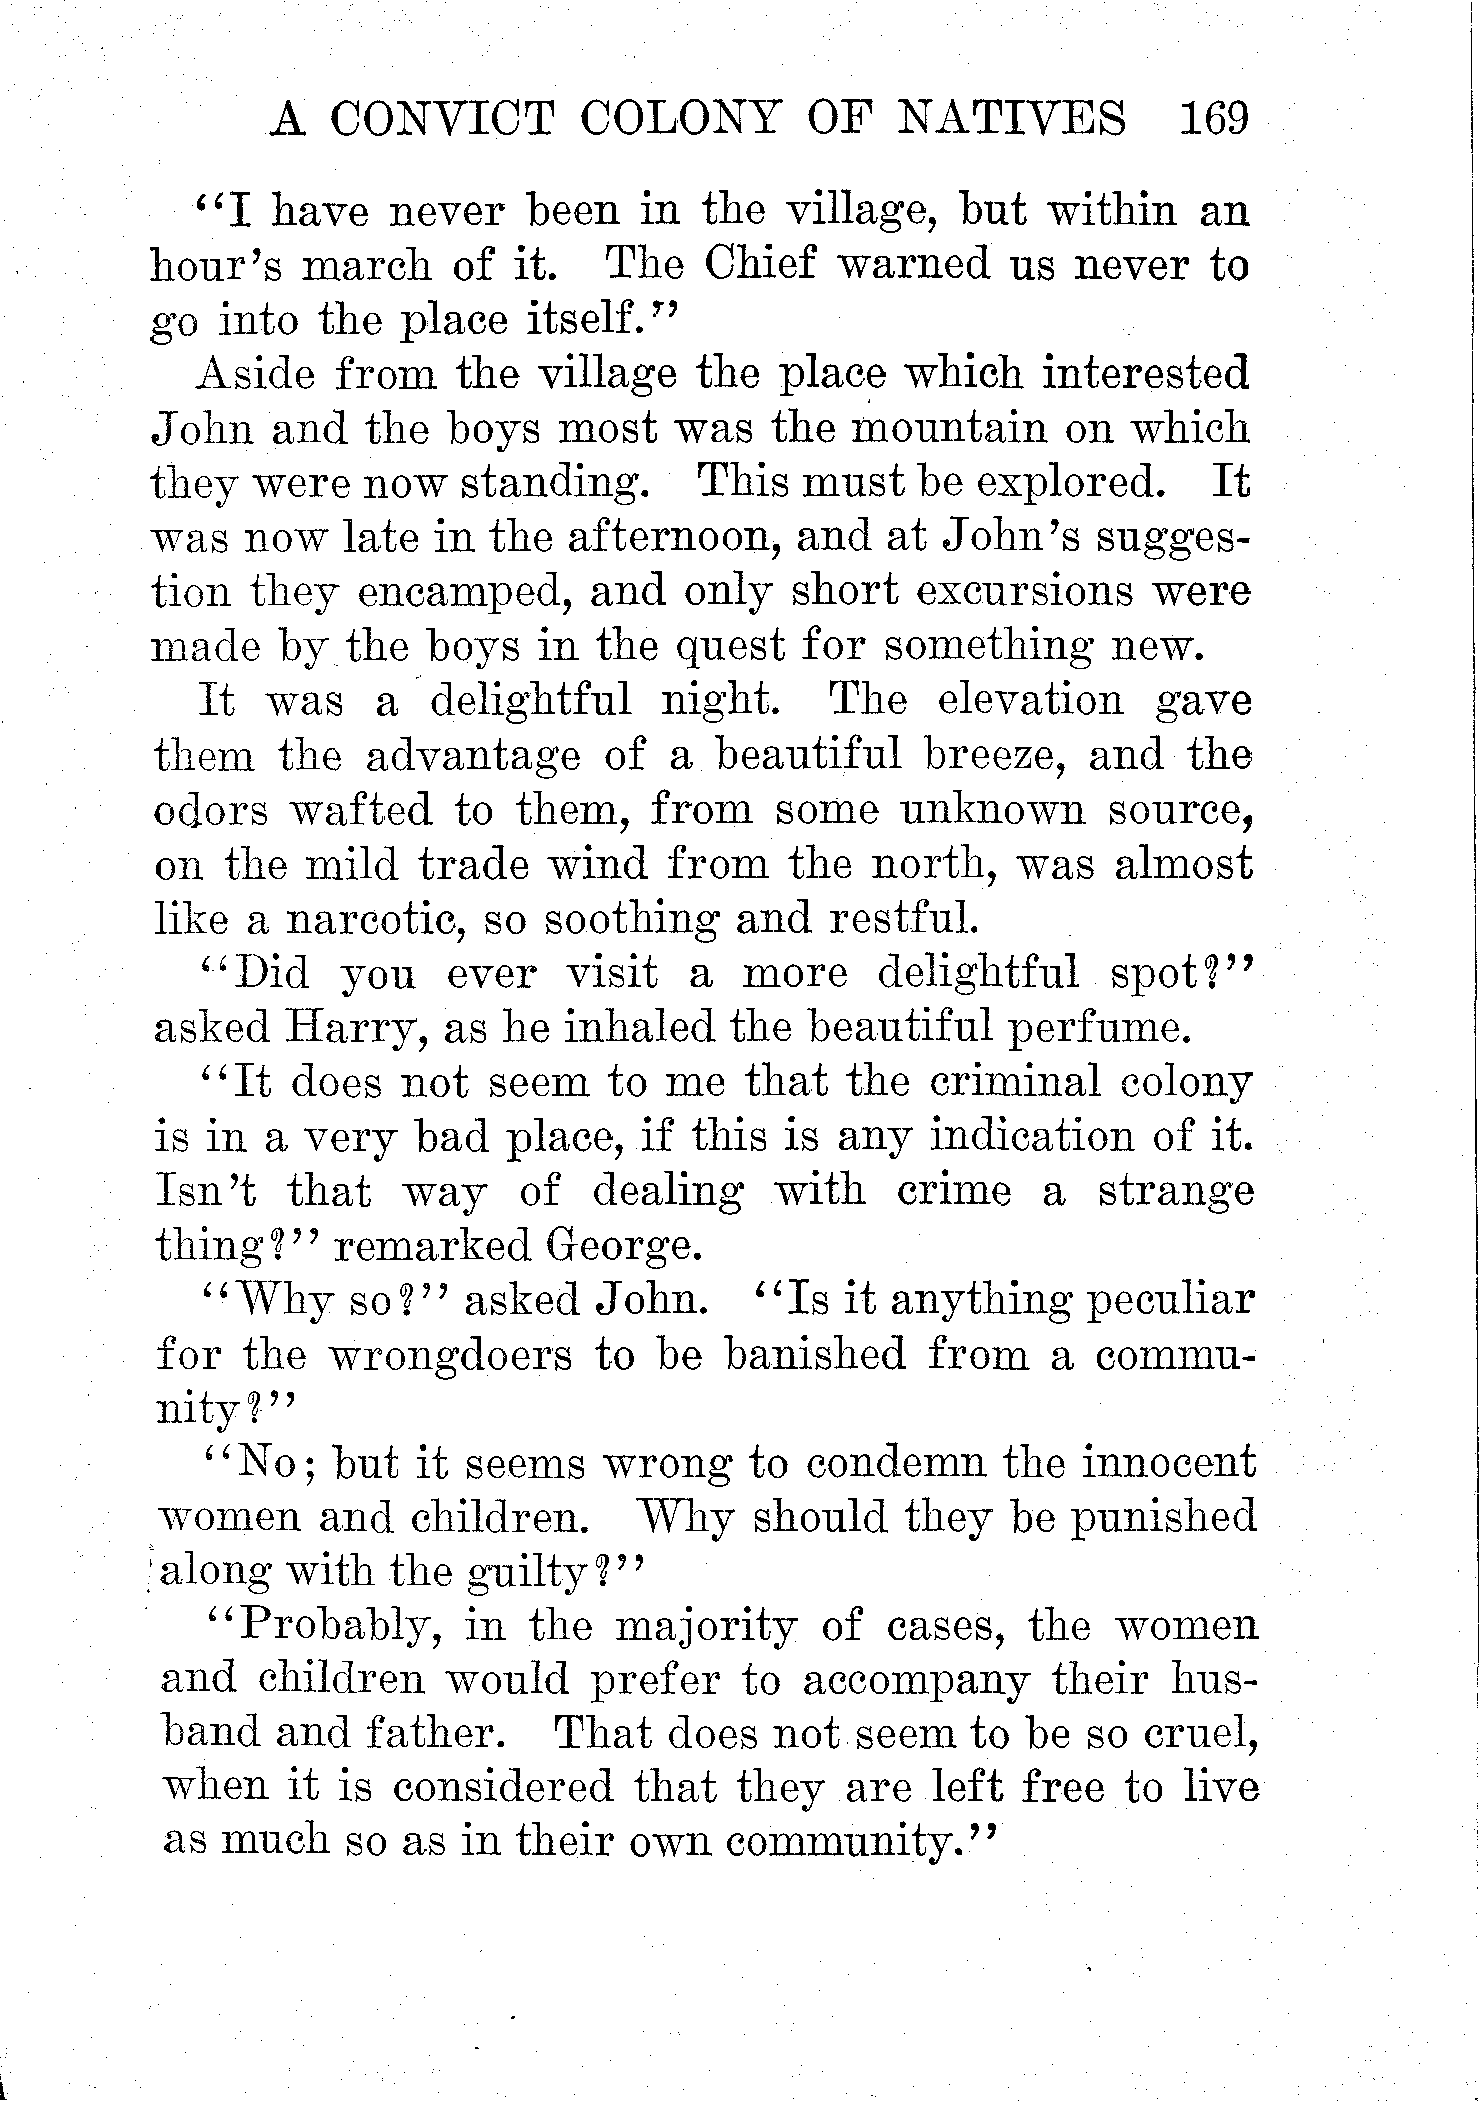 A CONVICT COLONY OF NATIVES 169
"I have never been in the village, but within an
hour's march of it. The Chief warned us never to
go into the place itself."
Aside from the village the place which interested
John and the boys most was the mountain on which
they were now standing. This must be explored. It
was now late in the afternoon, and at John's sugges-
tion they encamped, and only short excursions were
made by the boys in the quest for something new.
It was a delightful night. The elevation gave
them the advantage of a beautiful breeze, and the
odors wafted to them, from some unknown source,
on the mild trade wind from the north, was almost
like a narcotic, so soothing and restful.
"Did you ever visit a more delightful spot?"
asked Harry, as he inhaled the beautiful perfume.
"It does not seem to me that the criminal colony
is in a very bad place, if this is any indication of it.
Isn't that way of dealing with crime a strange
thing?" remarked George.
"Why so?" asked John. "Is it anything peculiar
for the wrongdoers to be banished from a commu-
nity?"
"No; but it seems wrong to condemn the innocent
women and children. Why should they be punished
along with the guilty?"
"Probably, in the majority of cases, the women
and children would prefer to accompany their hus-
band and father. That does not seem to be so cruel,
when it is considered that they are left free to live
as much so as in their own community."